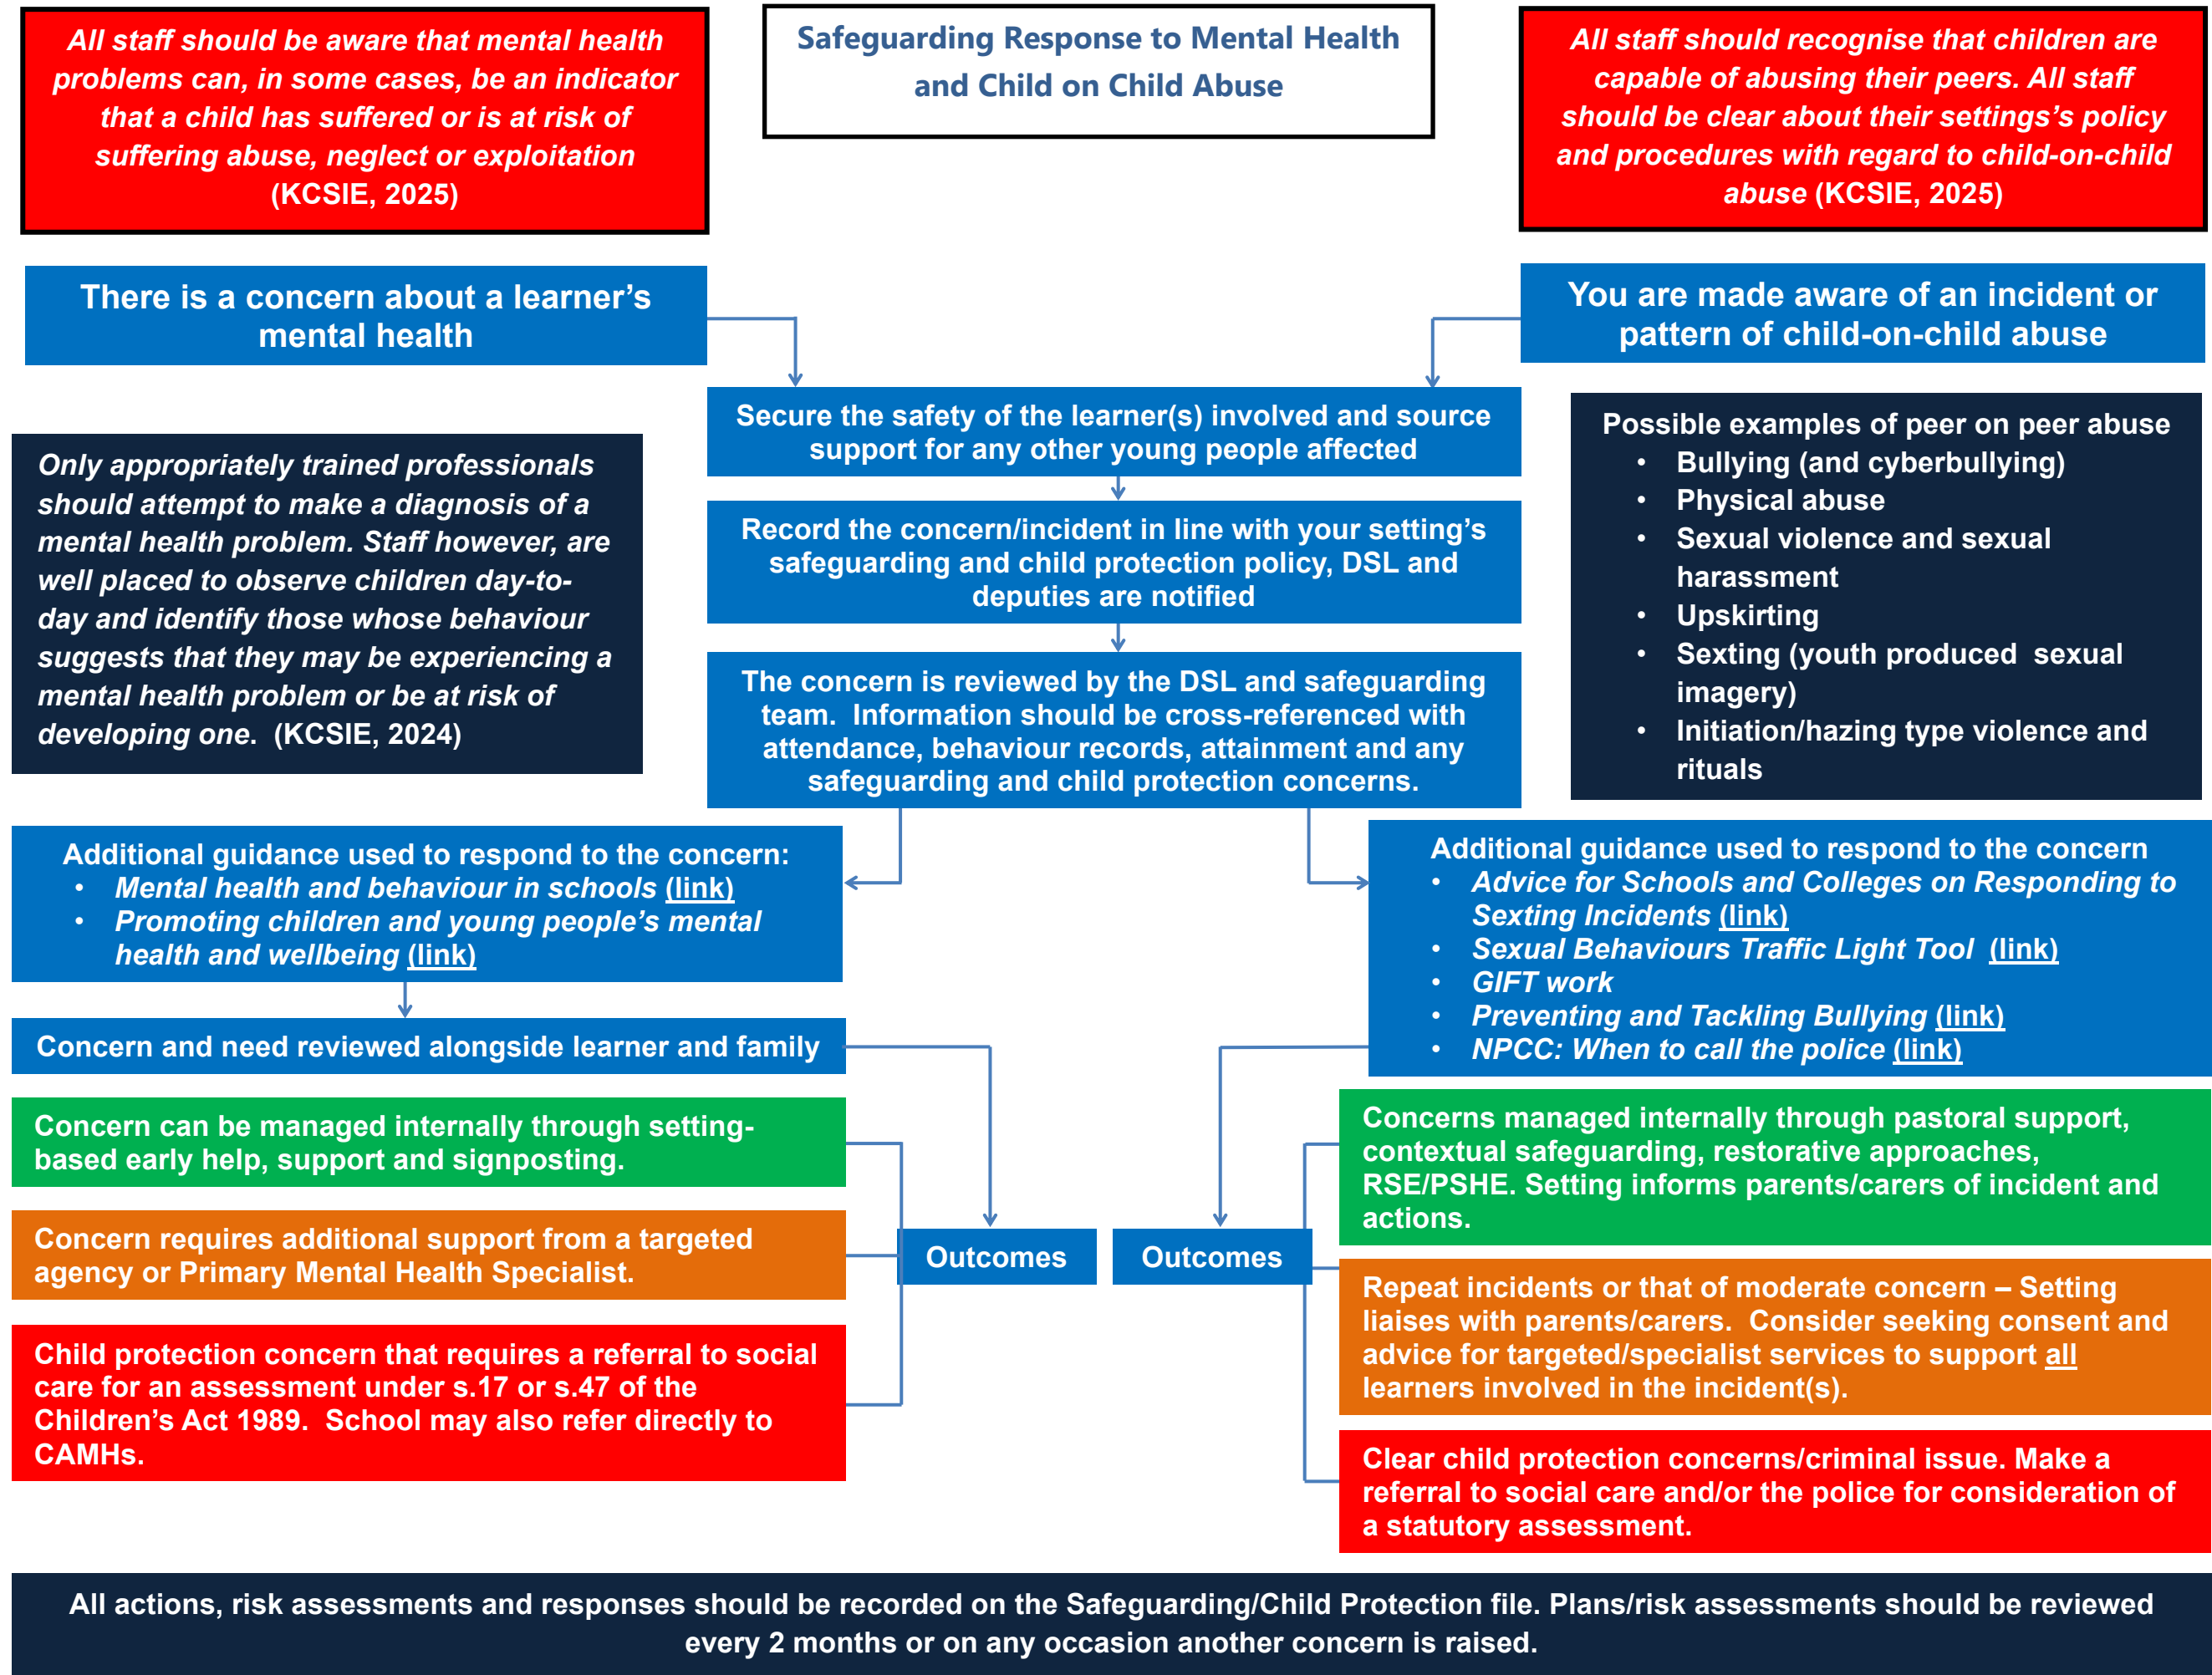 All staff should be aware that mental health
problems can, in some cases, be an indicator
that a child has suffered or is at risk of
suffering abuse, neglect or exploitation
(KCSIE, 2025)
Safeguarding Response to Mental Health
and Child on Child Abuse
All staff should recognise that children are
capable of abusing their peers. All staff
should be clear about their settings's policy
and procedures with regard to child-on-child
abuse (KCSIE, 2025)
There is a concern about a learner's
mental health
You are made aware of an incident or
pattern of child-on-child abuse
Secure the safety of the learner(s) involved and source
support for any other young people affected
Only appropriately trained professionals
should attempt to make a diagnosis of a
mental health problem. Staff however, are
well placed to observe children day-to-
day and identify those whose behaviour
suggests that they may be experiencing a
mental health problem or be at risk of
developing one. (KCSIE, 2024)
Record the concern/incident in line with your setting's
safeguarding and child protection policy, DSL and
deputies are notified
The concern is reviewed by the DSL and safeguarding
team. Information should be cross-referenced with
attendance, behaviour records, attainment and any
safeguarding and child protection concerns.
Possible examples of peer on peer abuse
• Bullying (and cyberbullying)
• Physical abuse
• Sexual violence and sexual
harassment
• Upskirting
• Sexting (youth produced sexual
imagery)
• Initiation/hazing type violence and
rituals
Additional guidance used to respond to the concern:
• Mental health and behaviour in schools (link)
• Promoting children and young people's mental
health and wellbeing (link)
Additional guidance used to respond to the concern
• Advice for Schools and Colleges on Responding to
Sexting Incidents (link)
• Sexual Behaviours Traffic Light Tool (link)
• GIFT work
• Preventing and Tackling Bullying (link)
• NPCC: When to call the police (link)
Concern and need reviewed alongside learner and family
Concern can be managed internally through setting-
based early help, support and signposting.
Concern requires additional support from a targeted
agency or Primary Mental Health Specialist.
Child protection concern that requires a referral to social
care for an assessment under s.17 or s.47 of the
Children's Act 1989. School may also refer directly to
CAMHs.
Outcomes
Outcomes
Concerns managed internally through pastoral support,
contextual safeguarding, restorative approaches,
RSE/PSHE. Setting informs parents/carers of incident and
actions.
Repeat incidents or that of moderate concern – Setting
liaises with parents/carers. Consider seeking consent and
advice for targeted/specialist services to support all
learners involved in the incident(s).
Clear child protection concerns/criminal issue. Make a
referral to social care and/or the police for consideration of
a statutory assessment.
All actions, risk assessments and responses should be recorded on the Safeguarding/Child Protection file. Plans/risk assessments should be reviewed
every 2 months or on any occasion another concern is raised.